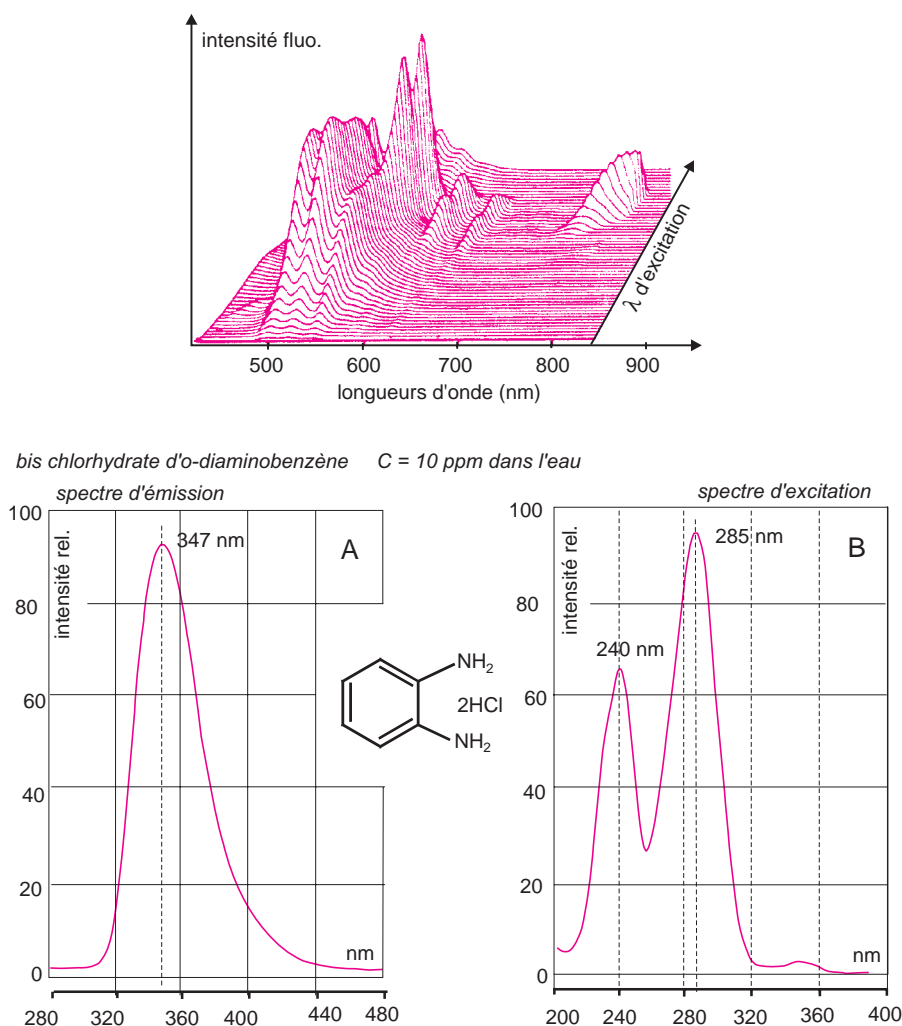 intensité fluo.
λ d'excitation
500 600 700 800 900
longueurs d'onde (nm)
bis chlorhydrate d'o-diaminobenzène C = 10 ppm dans l'eau
spectre d'émission
100
80
60
40
20
0
intensité rel.
347 nm
A
nm
280 320 360 400 440 480
NH2
2HCl
NH2
spectre d'excitation
100
80
60
40
20
0
intensité rel.
285 nm
B
240 nm
nm
200 240 280 320 360 400